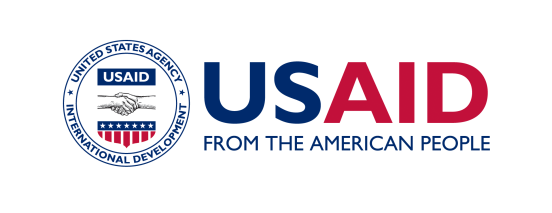 UNITED STATES AGENCY
USAID
INTERNATIONAL DEVELOPMENT
USAID
FROM THE AMERICAN PEOPLE